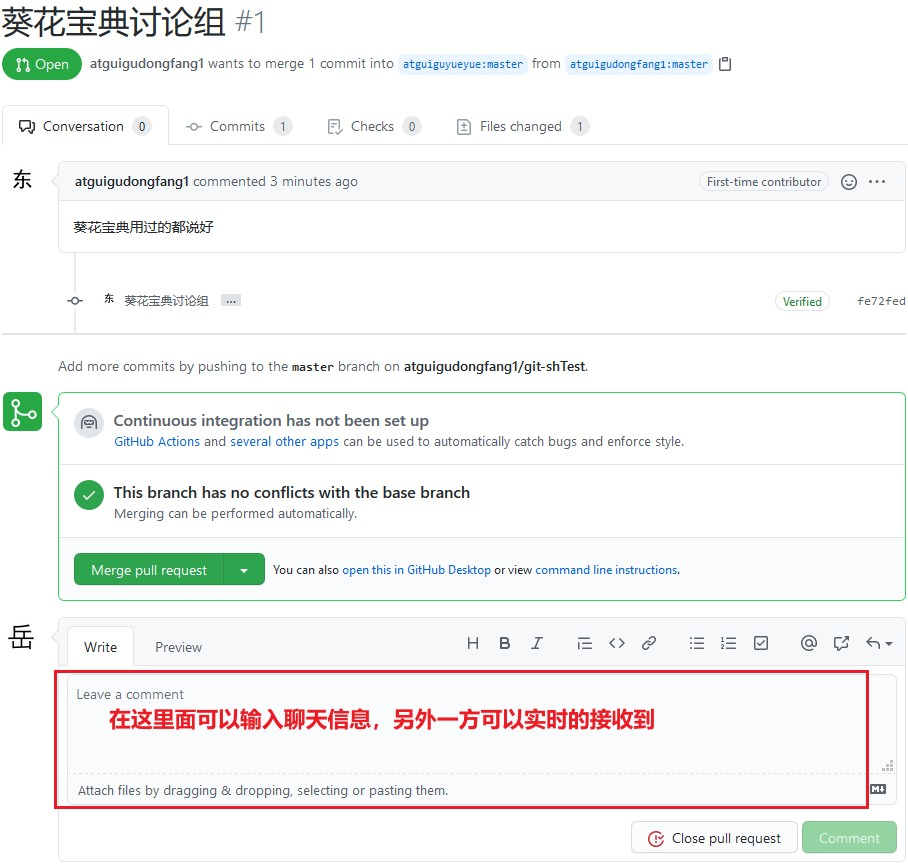 葵花宝典讨论组 #1
Open atguigudongfang1 wants to merge 1 commit into atguiguyueyue:master from atguigudongfang1:master
Conversation 0 Commits 1 Checks 0 Files changed 1
东 atguigudongfang1 commented 3 minutes ago First-time contributor
葵花宝典用过的都说好
东 葵花宝典讨论组 ... Verified fe72fed
Add more commits by pushing to the master branch on atguigudongfang1/git-shTest.
Continuous integration has not been set up
GitHub Actions and several other apps can be used to automatically catch bugs and enforce style.
This branch has no conflicts with the base branch
Merging can be performed automatically.
Merge pull request You can also open this in GitHub Desktop or view command line instructions.
岳 Write Preview H B I @
Leave a comment
在这里面可以输入聊天信息，另外一方可以实时的接收到
Attach files by dragging & dropping, selecting or pasting them. M
Close pull request Comment